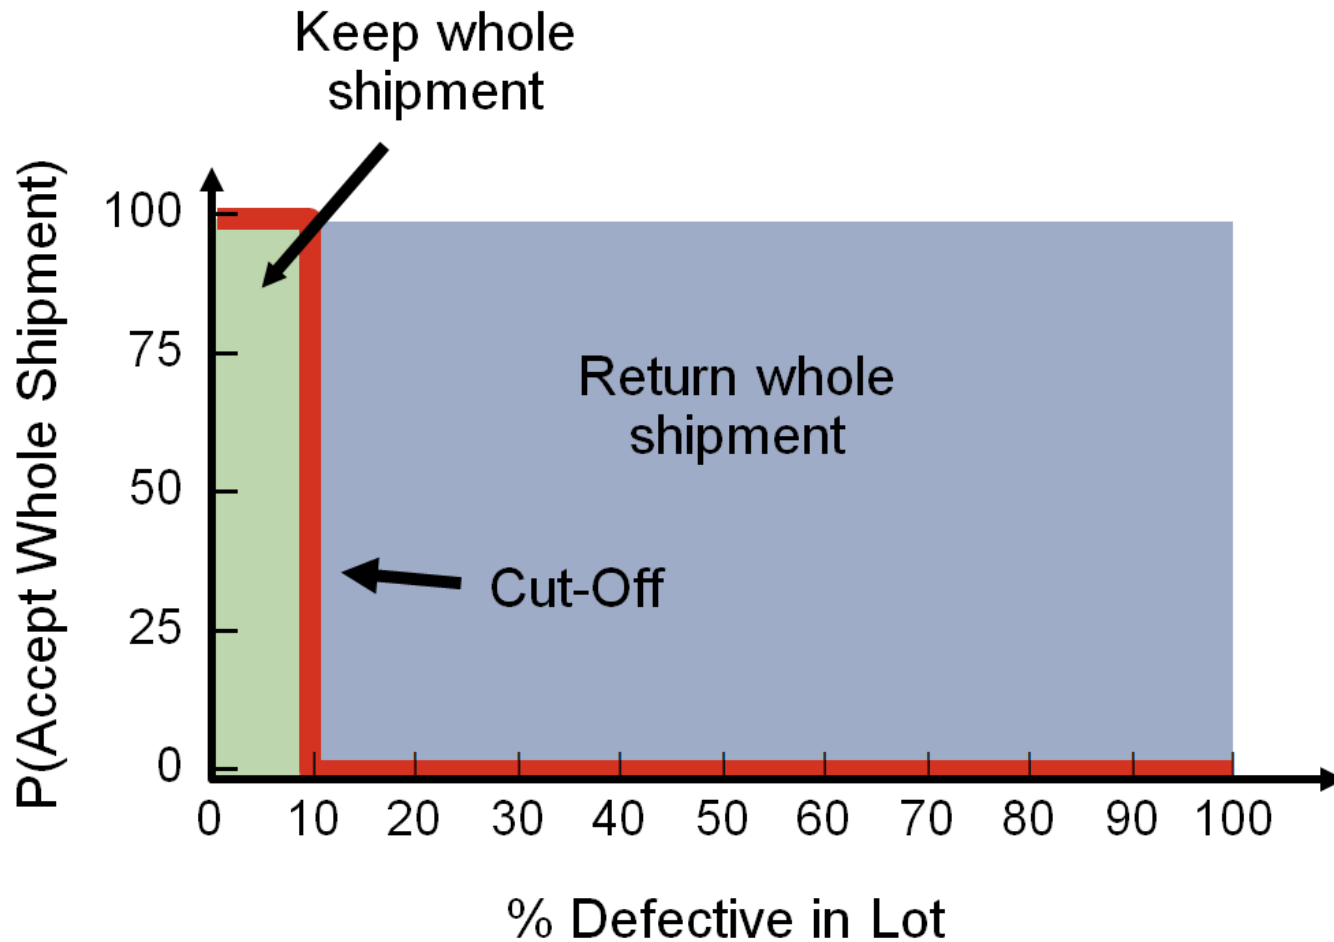 Keep whole
shipment
P(Accept Whole Shipment)
100
75
50
25
0
Return whole
shipment
Cut-Off
0 10 20 30 40 50 60 70 80 90 100
% Defective in Lot